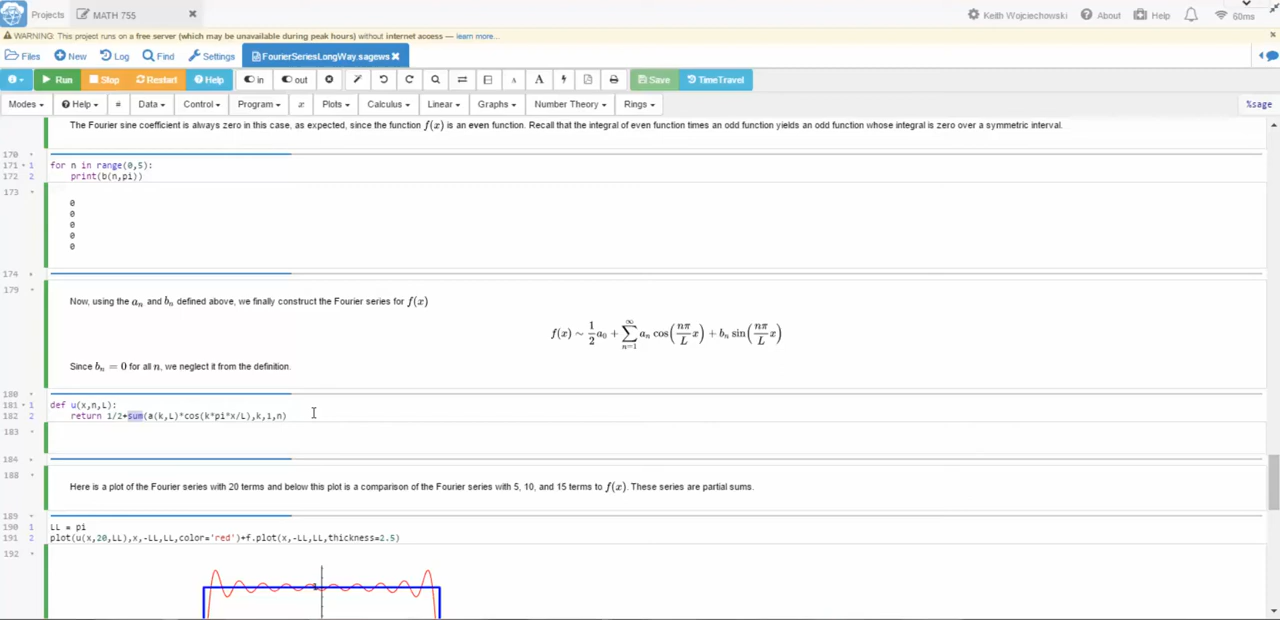 Projects MATH 755 Keith Wojciechowski About Help 60ms
WARNING: This project runs on a free server (which may be unavailable during peak hours) without internet access -- learn more...
Files New Log Find Settings FourierSeriesLongWay.sagews
Run Stop Restart Help in out A A Save TimeTravel
Modes Help # Data Control Program x Plots Calculus Linear Graphs Number Theory Rings %sage
The Fourier sine coefficient is always zero in this case, as expected, since the function f(x) is an even function. Recall that the integral of even function times an odd function yields an odd function whose integral is zero over a symmetric interval.
170
171 1 for n in range(0,5):
172 2 print(b(n,pi))
173
0
0
0
0
0
174
179
Now, using the aₙ and bₙ defined above, we finally construct the Fourier series for f(x)
f(x) ∼ 1/2 a₀ + ∑ₙ₌₁^∞ aₙ cos(nπ/L x) + bₙ sin(nπ/L x)
Since bₙ = 0 for all n, we neglect it from the definition.
180
181 1 def u(x,n,L):
182 2 return 1/2+sum(a(k,L)*cos(k*pi*x/L),k,1,n)
183
184
188
Here is a plot of the Fourier series with 20 terms and below this plot is a comparison of the Fourier series with 5, 10, and 15 terms to f(x). These series are partial sums.
189
190 1 LL = pi
191 2 plot(u(x,20,LL),x,-LL,LL,color='red')+f.plot(x,-LL,LL,thickness=2.5)
192